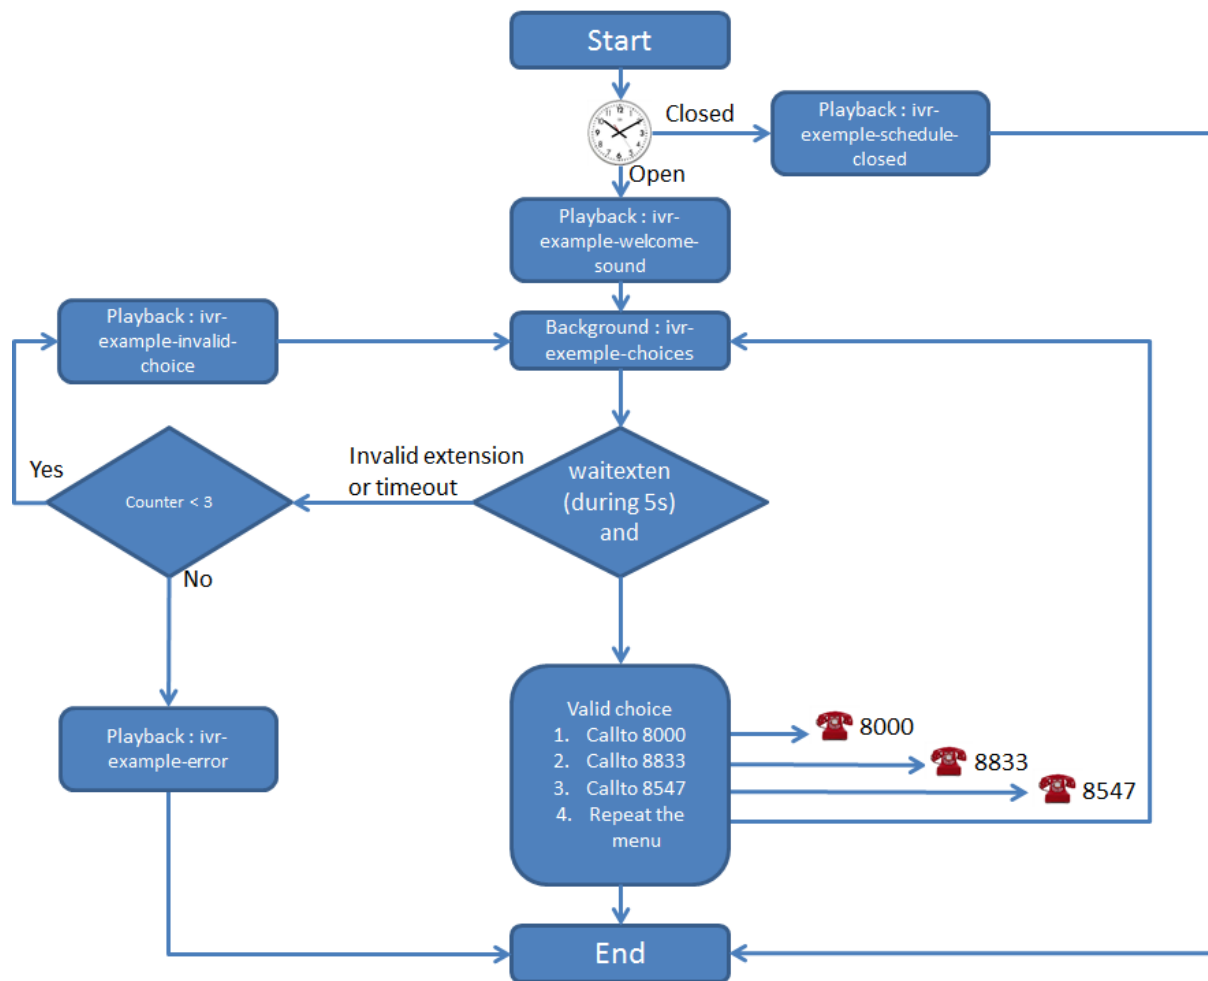 Start
Closed
Playback : ivr-
exemple-schedule-
closed
Open
Playback : ivr-
example-welcome-
sound
Playback : ivr-
example-invalid-
choice
Background : ivr-
exemple-choices
Yes
Counter < 3
Invalid extension
or timeout
waitexten
(during 5s)
and
No
Playback : ivr-
example-error
Valid choice
1. Callto 8000
2. Callto 8833
3. Callto 8547
4. Repeat the
menu
8000
8833
8547
End